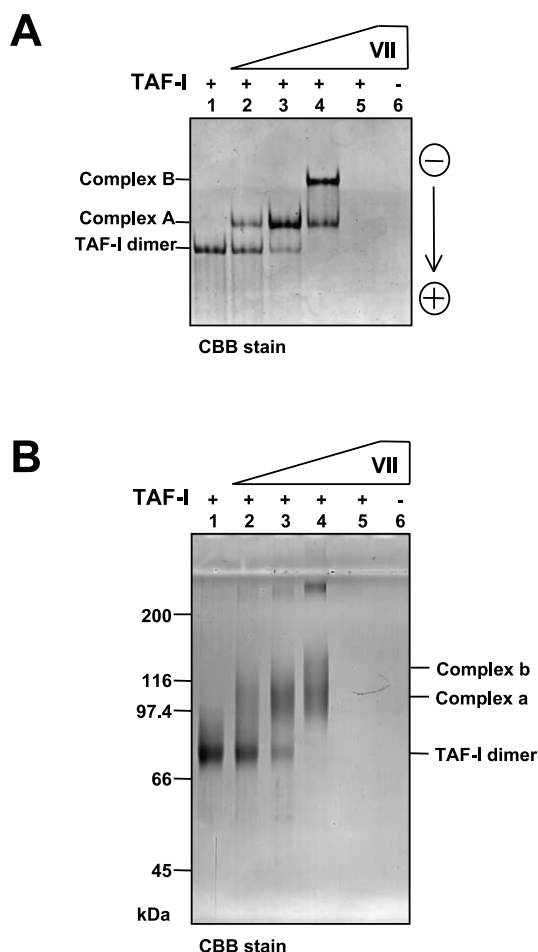 A
VII
TAF-I + + + + + -
1 2 3 4 5 6
Complex B
Complex A
TAF-I dimer
−
+
CBB stain
B
VII
TAF-I + + + + + -
1 2 3 4 5 6
200
116
97.4
66
45
kDa
Complex b
Complex a
TAF-I dimer
CBB stain